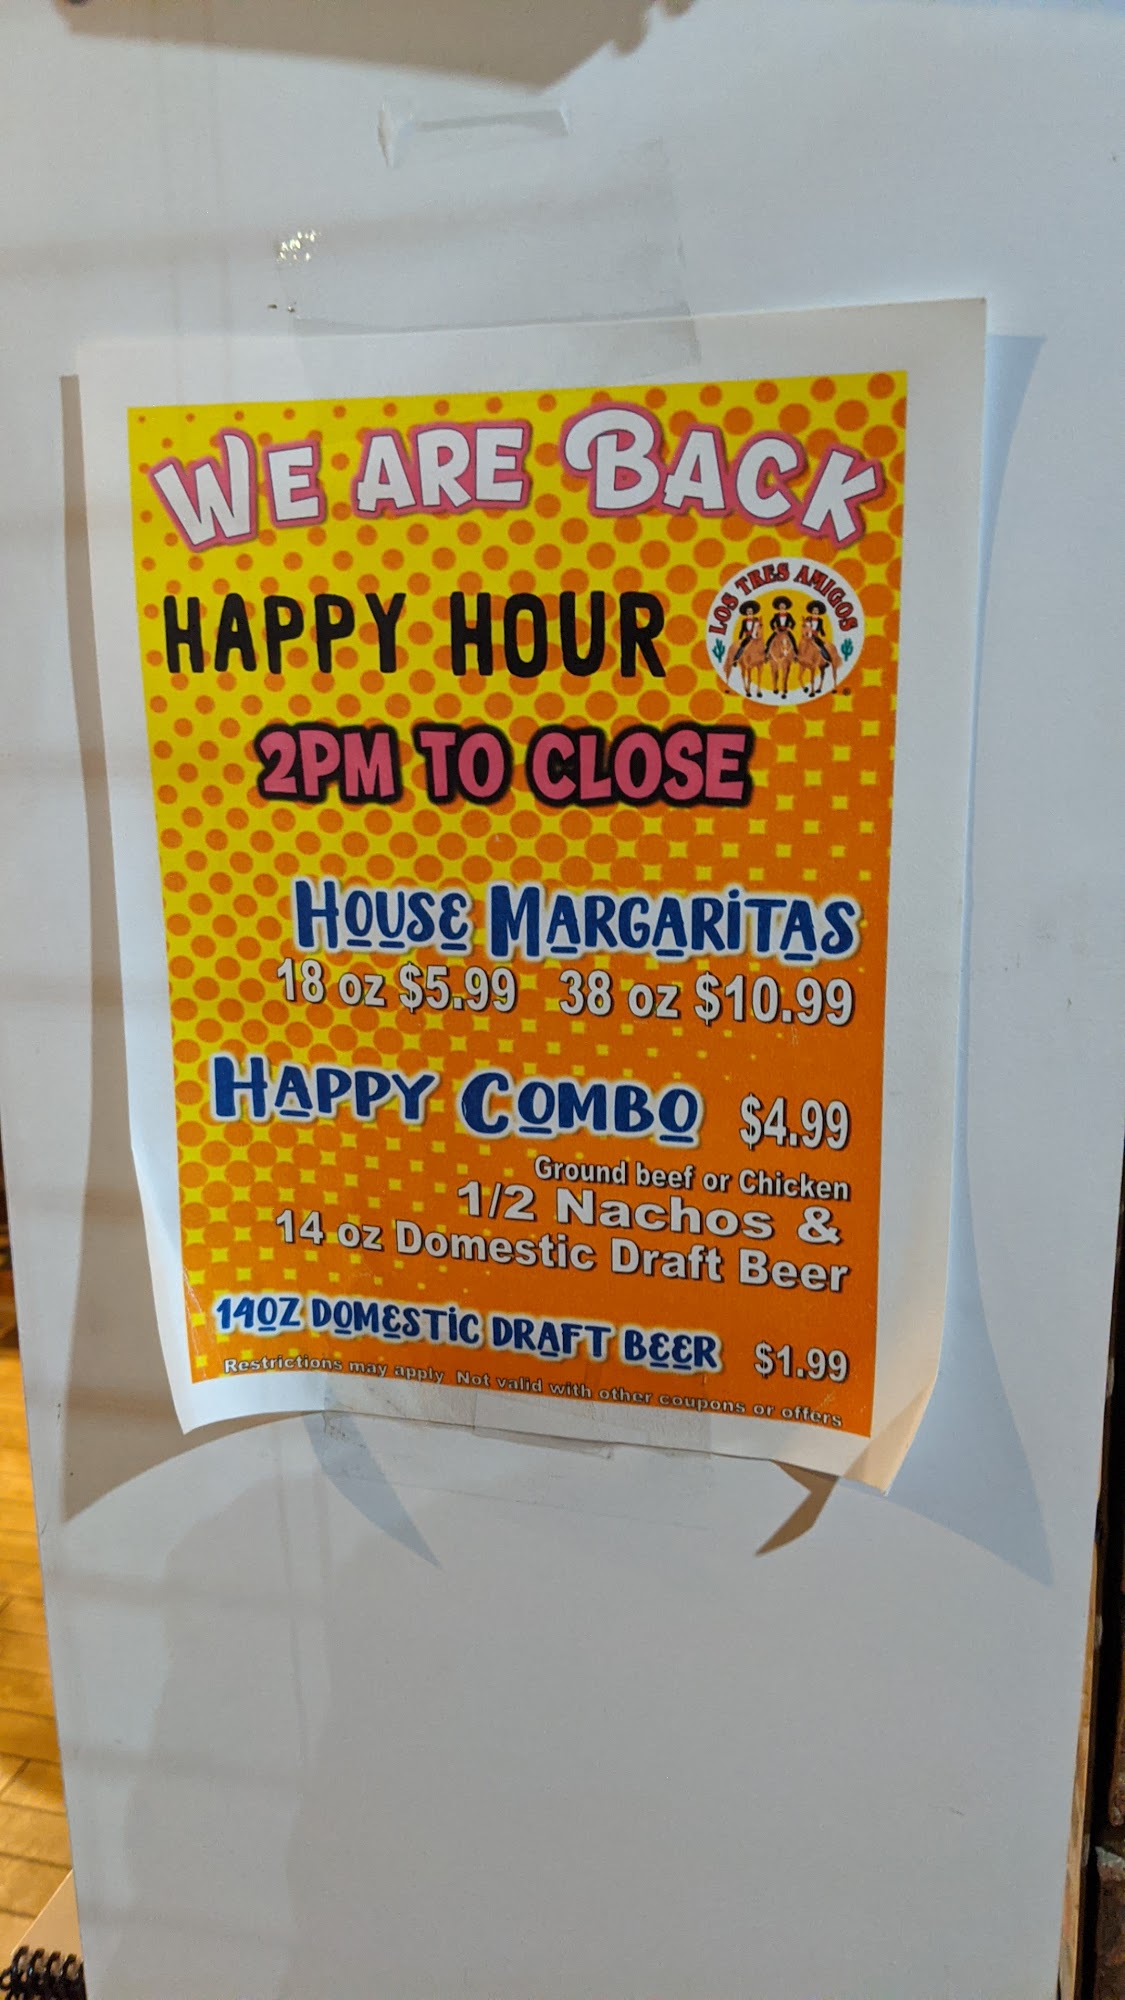 WE ARE BACK
HAPPY HOUR
LOS TRES AMIGOS
2PM TO CLOSE
HOUSE MARGARITAS
18 oz $5.99 38 oz $10.99
HAPPY COMBO $4.99
Ground beef or Chicken
1/2 Nachos &
14 oz Domestic Draft Beer
14OZ DOMESTIC DRAFT BEER $1.99
Restrictions may apply Not valid with other coupons or offers